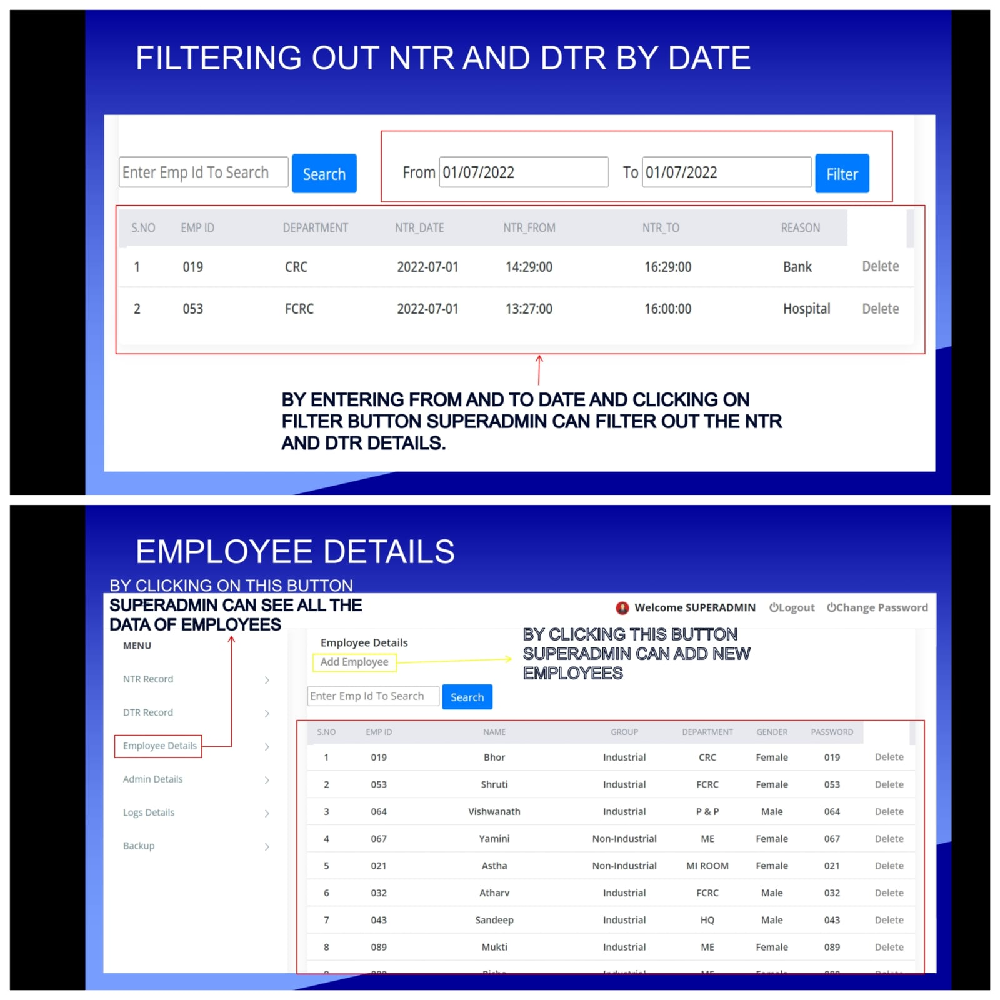 FILTERING OUT NTR AND DTR BY DATE
Enter Emp Id To Search Search From 01/07/2022 To 01/07/2022 Filter
S.NO EMP ID DEPARTMENT NTR_DATE NTR_FROM NTR_TO REASON
1 019 CRC 2022-07-01 14:29:00 16:29:00 Bank Delete
2 053 FCRC 2022-07-01 13:27:00 16:00:00 Hospital Delete
BY ENTERING FROM AND TO DATE AND CLICKING ON
FILTER BUTTON SUPERADMIN CAN FILTER OUT THE NTR
AND DTR DETAILS.
EMPLOYEE DETAILS
BY CLICKING ON THIS BUTTON
SUPERADMIN CAN SEE ALL THE
DATA OF EMPLOYEES
Welcome SUPERADMIN Logout Change Password
MENU
NTR Record
DTR Record
Employee Details
Admin Details
Logs Details
Backup
Employee Details
Add Employee
BY CLICKING THIS BUTTON
SUPERADMIN CAN ADD NEW
EMPLOYEES
Enter Emp Id To Search Search
S.NO EMP ID NAME GROUP DEPARTMENT GENDER PASSWORD
1 019 Bhor Industrial CRC Female 019 Delete
2 053 Shruti Industrial FCRC Female 053 Delete
3 064 Vishwanath Industrial P & P Male 064 Delete
4 067 Yamini Non-Industrial ME Female 067 Delete
5 021 Astha Non-Industrial MI ROOM Female 021 Delete
6 032 Atharv Industrial FCRC Male 032 Delete
7 043 Sandeep Industrial HQ Male 043 Delete
8 089 Mukti Industrial ME Female 089 Delete